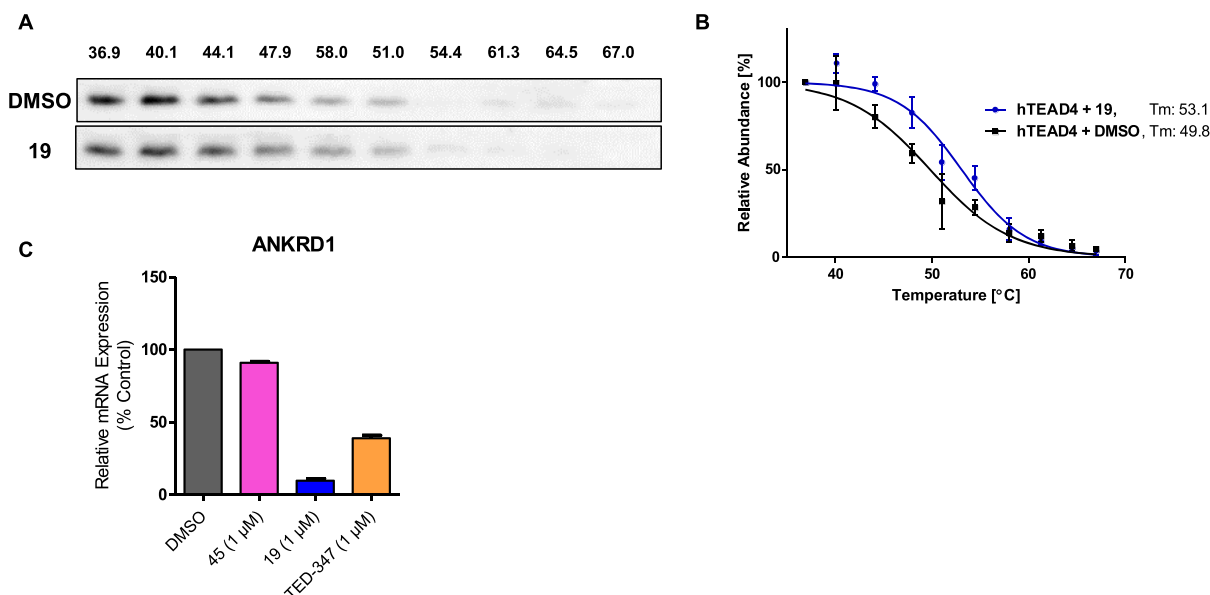 A
36.9 40.1 44.1 47.9 58.0 51.0 54.4 61.3 64.5 67.0
DMSO
19
B
Relative Abundance [%]
100
50
0
40 50 60 70
Temperature [°C]
hTEAD4 + 19, Tm: 53.1
hTEAD4 + DMSO, Tm: 49.8
C
ANKRD1
Relative mRNA Expression
(% Control)
150
100
50
0
DMSO
45 (1 µM)
19 (1 µM)
TED-347 (1 µM)